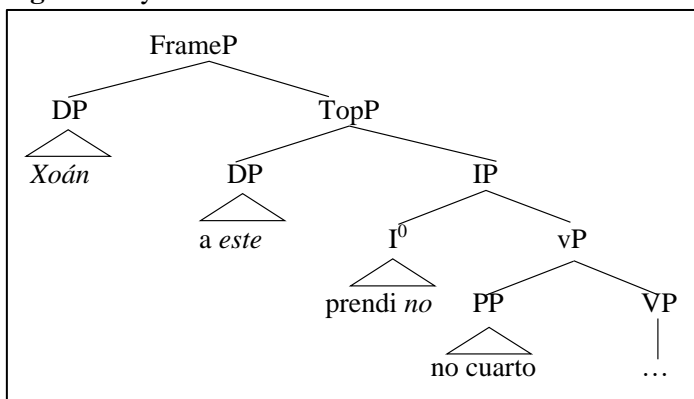 FrameP
DP TopP
Xoán DP IP
a este I⁰ vP
prendi no PP VP
no cuarto …